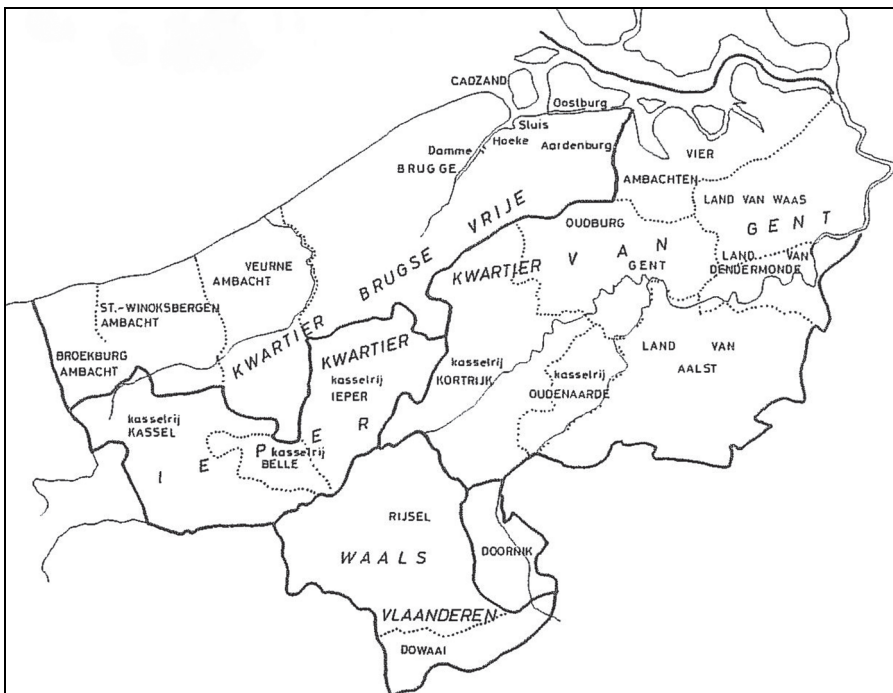 CADZAND
Oostburg
Sluis
Hoeke
Damme
Aardenburg
BRUGGE
VIER
AMBACHTEN
LAND VAN WAAS
GENT
OUDBURG
VAN
GENT
LAND VAN
DENDERMONDE
BRUGSE VRIJE
KWARTIER
VEURNE
AMBACHT
ST.-WINOKSBERGEN
AMBACHT
BROEKBURG
AMBACHT
KWARTIER
KWARTIER
kasselrij
IEPER
kasselrij
KORTRIJK
kasselrij
OUDENAARDE
LAND VAN
AALST
kasselrij
KASSEL
kasselrij
BELLE
IEPER
RIJSEL
WAALS
VLAANDEREN
DOORNIK
DOWAAI